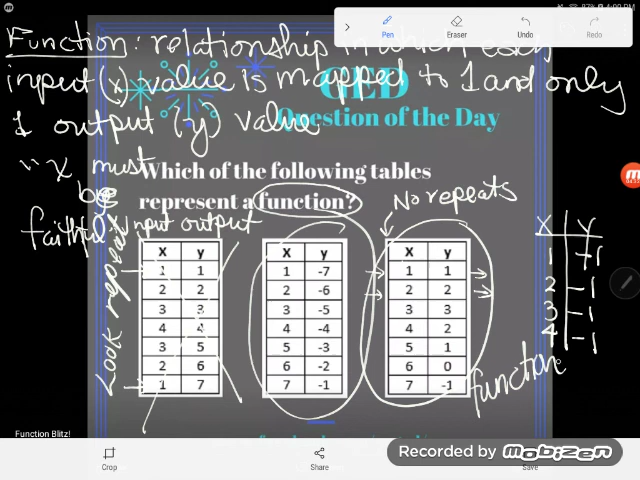 Pen
Eraser
Undo
Redo
Function: relationship in which each
input (x) value is mapped to 1 and only
1 output (y) value
GED
Question of the Day
"x must
be
faithful"
Which of the following tables
represent a function?
No repeats
input output
Look repeat
x y
1 1
2 2
3 3
4 4
3 5
2 6
1 7
x y
1 -7
2 -6
3 -5
4 -4
5 -3
6 -2
7 -1
x y
1 1
2 2
3 3
4 2
5 1
6 0
7 -1
X Y
1 -1
2 -1
3 -1
4 -1
function
Function Blitz!
Crop
Share
Save
Recorded by Mobizen